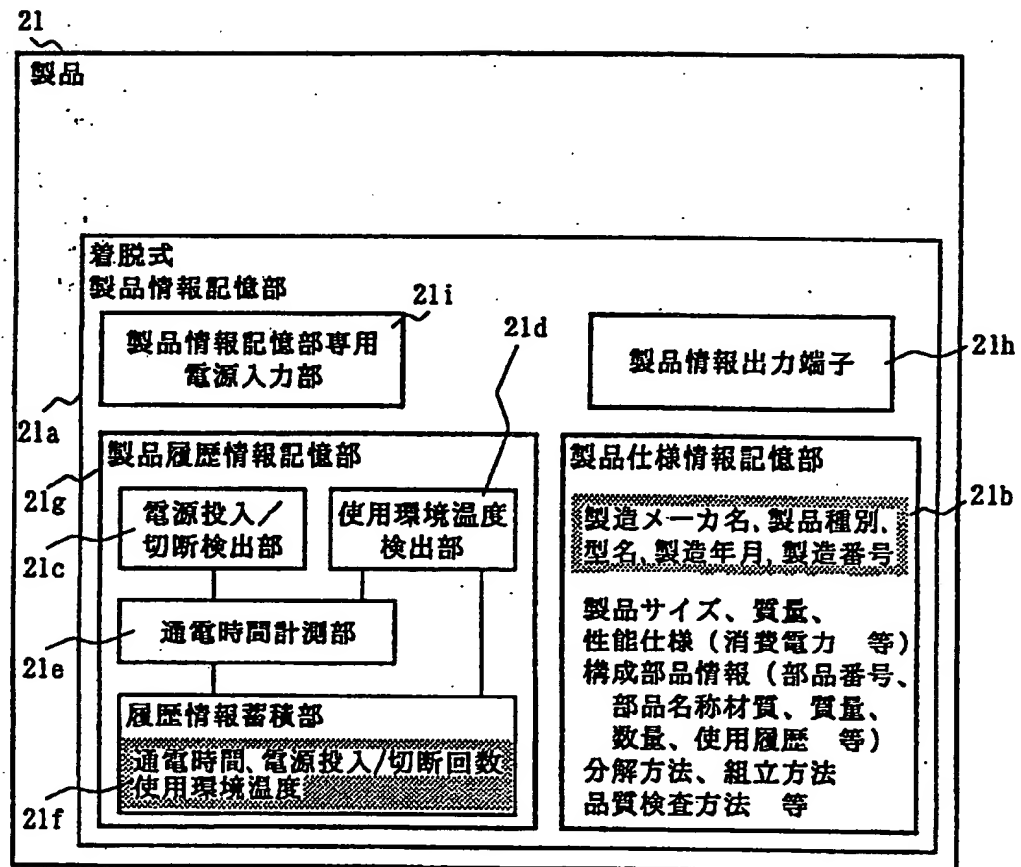 21
製品
着脱式
製品情報記憶部
21i
製品情報記憶部専用
電源入力部
21d
製品情報出力端子
21h
21a
製品履歴情報記憶部
21g
電源投入／
切断検出部
使用環境温度
検出部
21c
通電時間計測部
21e
履歴情報蓄積部
通電時間、電源投入/切断回数
使用環境温度
21f
製品仕様情報記憶部
21b
製造メーカ名、製品種別、
型名、製造年月、製造番号
製品サイズ、質量、
性能仕様（消費電力　等）
構成部品情報（部品番号、
部品名称材質、質量、
数量、使用履歴　等）
分解方法、組立方法
品質検査方法　等